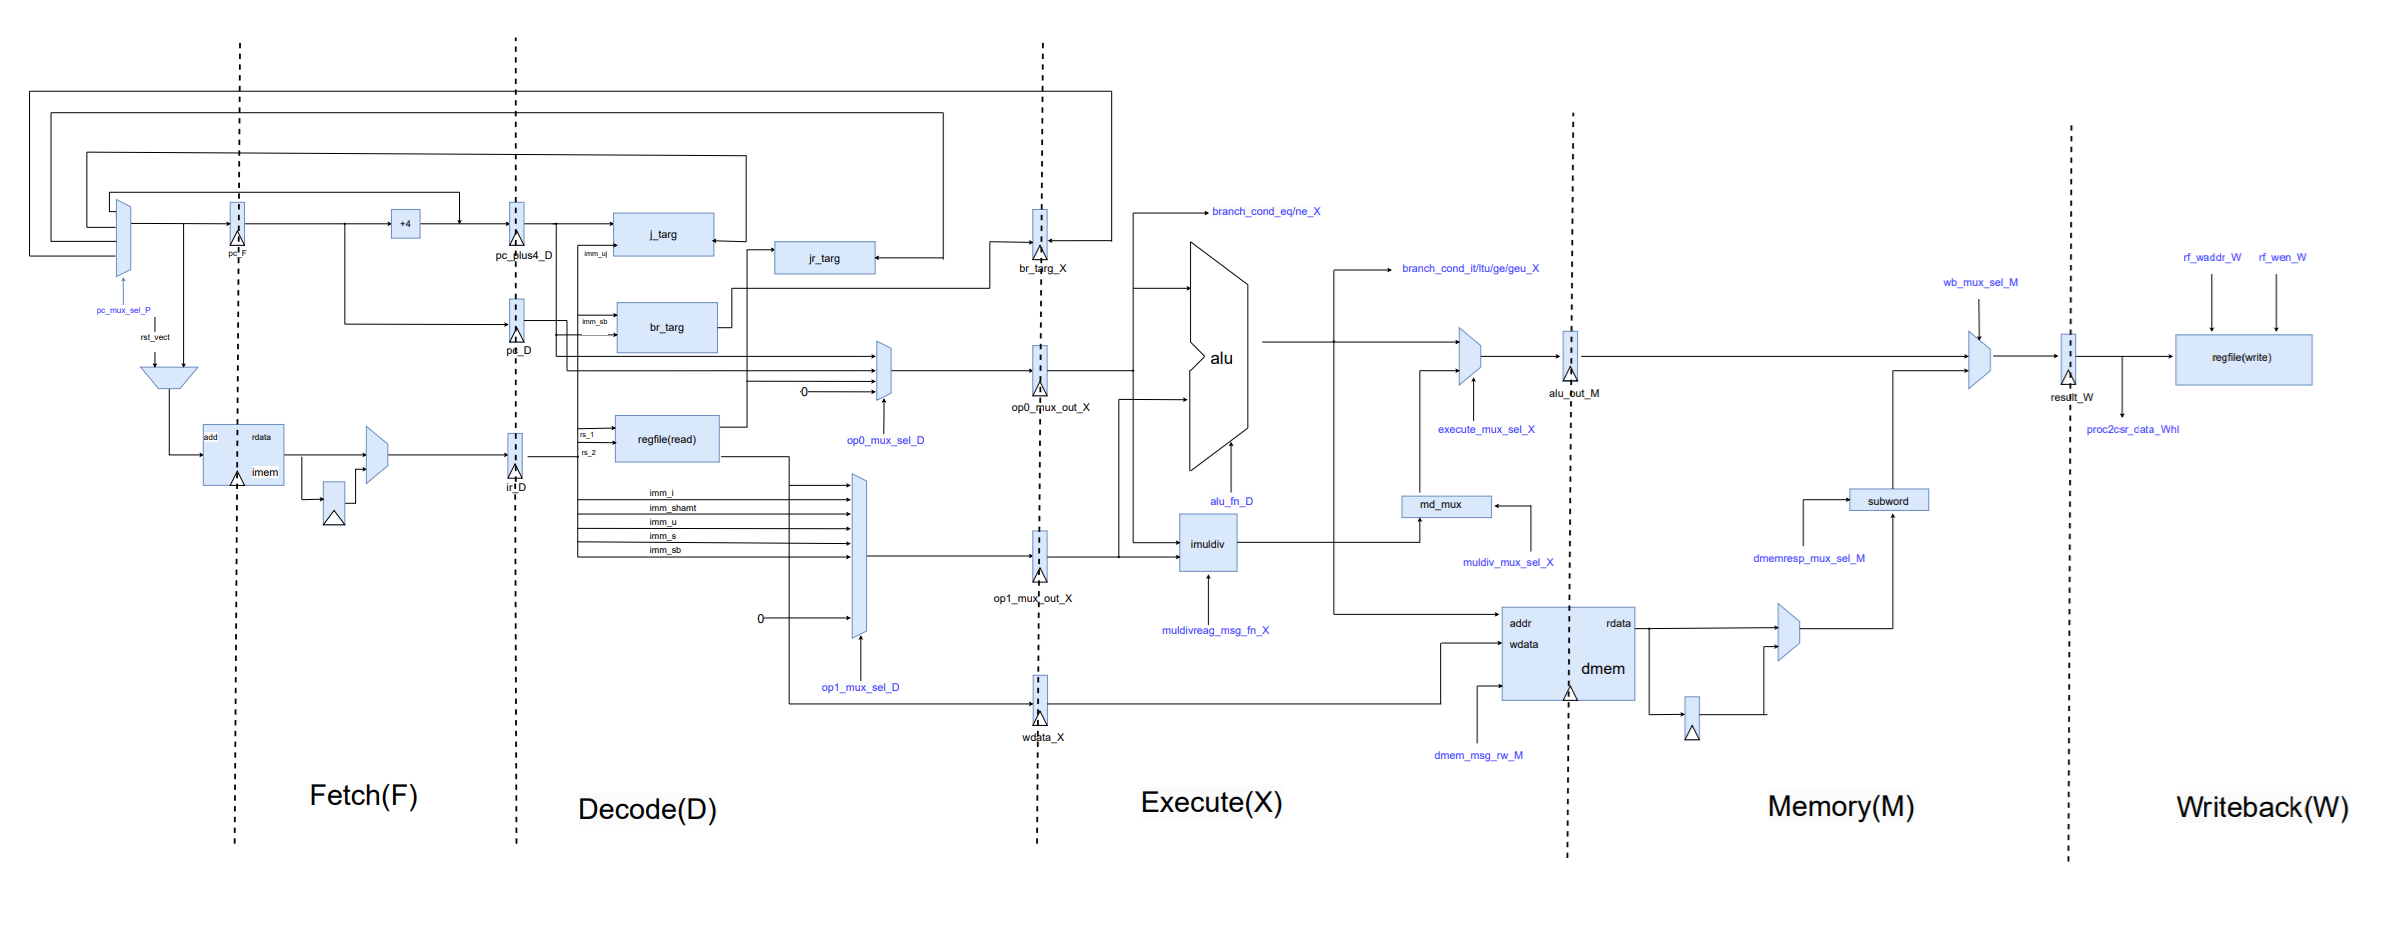 pc_mux_sel_P
rst_vect
pc_F
+4
pc_plus4_D
pc_D
add
rdata
imem
ir_D
j_targ
imm_uj
jr_targ
imm_sb
br_targ
br_targ_X
0
op0_mux_sel_D
op0_mux_out_X
rs_1
rs_2
regfile(read)
imm_i
imm_shamt
imm_u
imm_s
imm_sb
0
op1_mux_sel_D
op1_mux_out_X
wdata_X
branch_cond_eq/ne_X
alu
alu_fn_D
imuldiv
muldivreag_msg_fn_X
branch_cond_it/ltu/ge/geu_X
execute_mux_sel_X
md_mux
muldiv_mux_sel_X
alu_out_M
addr
rdata
wdata
dmem
dmem_msg_rw_M
wb_mux_sel_M
subword
dmemresp_mux_sel_M
result_W
rf_waddr_W
rf_wen_W
regfile(write)
proc2csr_data_Whl
Fetch(F)
Decode(D)
Execute(X)
Memory(M)
Writeback(W)